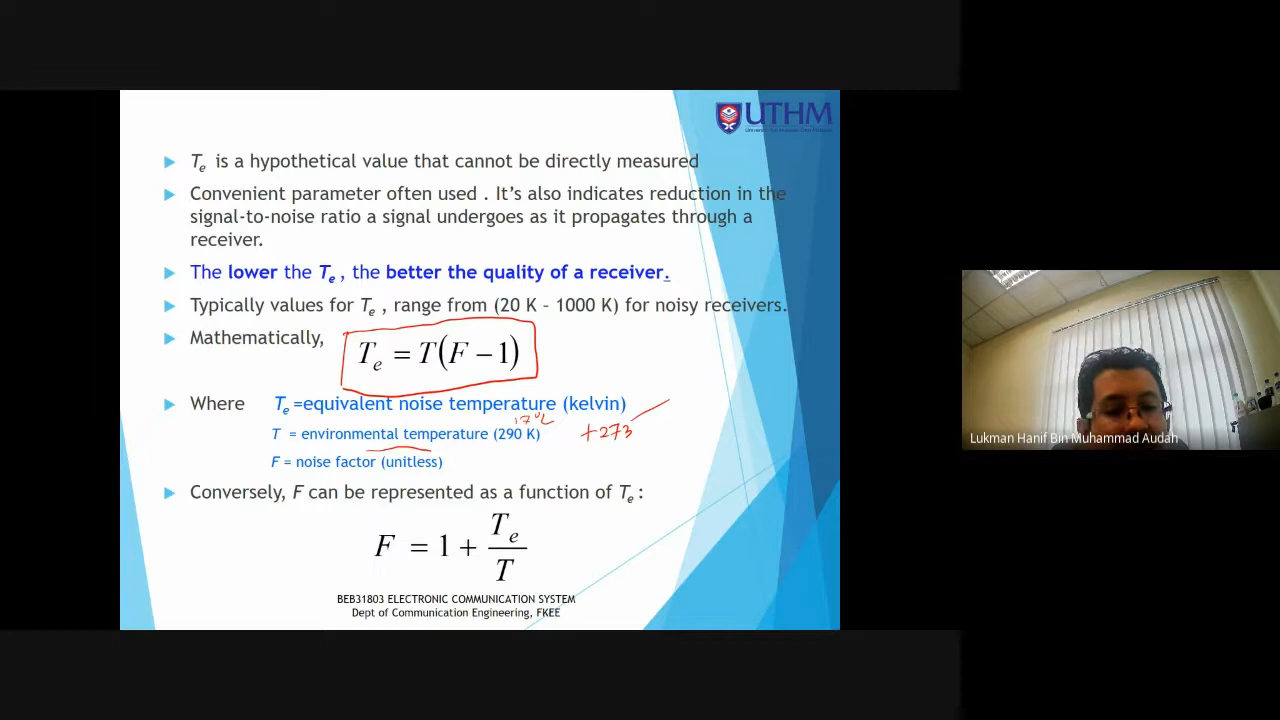 UTHM
Te is a hypothetical value that cannot be directly measured
Convenient parameter often used . It's also indicates reduction in the
signal-to-noise ratio a signal undergoes as it propagates through a
receiver.
The lower the Te , the better the quality of a receiver.
Typically values for Te , range from (20 K – 1000 K) for noisy receivers.
Mathematically,
Te = T(F − 1)
Where Te =equivalent noise temperature (kelvin)
17°C
T = environmental temperature (290 K) +273
F = noise factor (unitless)
Conversely, F can be represented as a function of Te :
F = 1 + Te / T
BEB31803 ELECTRONIC COMMUNICATION SYSTEM
Dept of Communication Engineering, FKEE
Lukman Hanif Bin Muhammad Audah